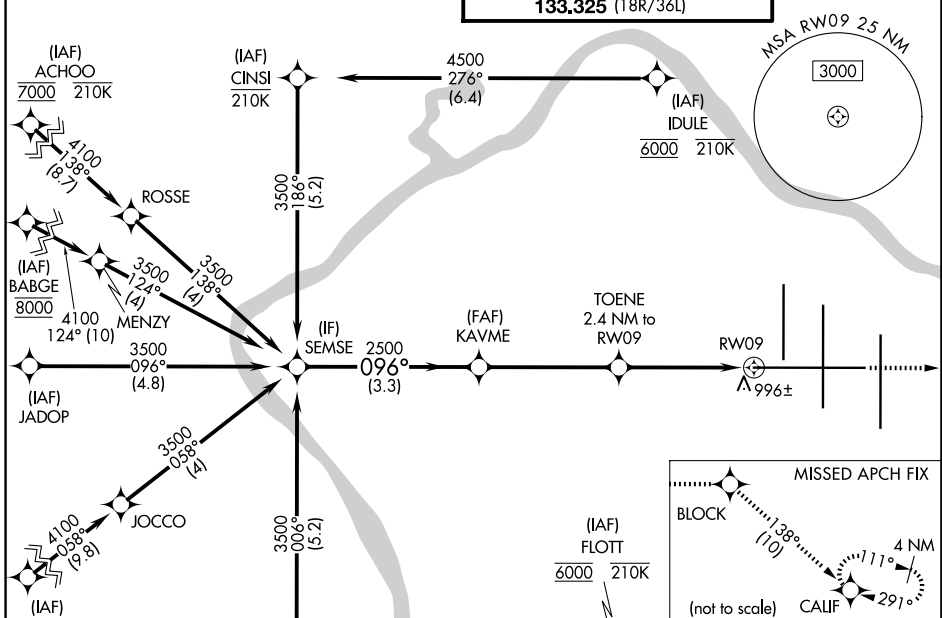 133.325 (18R/36L)
MSA RW09 25 NM
3000
(IAF)
ACHOO
7000 210K
(IAF)
CINSI
210K
4500
276°
(6.4)
(IAF)
IDULE
6000 210K
4100
138°
(8.7)
ROSSE
3500
186°
(5.2)
(IAF)
BABGE
8000
4100
124° (10)
MENZY
3500
124°
(4)
3500
138°
(4)
(IF)
SEMSE
2500
096°
(3.3)
(FAF)
KAVME
TOENE
2.4 NM to
RW09
RW09
996±
3500
096°
(4.8)
(IAF)
JADOP
3500
058°
(4)
JOCCO
4100
058°
(9.8)
(IAF)
3500
006°
(5.2)
(IAF)
FLOTT
6000 210K
MISSED APCH FIX
BLOCK
138°
(10)
4 NM
111°
291°
(not to scale)
CALIF